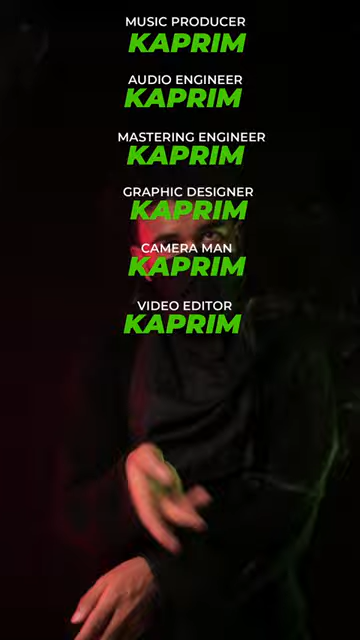 MUSIC PRODUCER
KAPRIM
AUDIO ENGINEER
KAPRIM
MASTERING ENGINEER
KAPRIM
GRAPHIC DESIGNER
KAPRIM
CAMERA MAN
KAPRIM
VIDEO EDITOR
KAPRIM